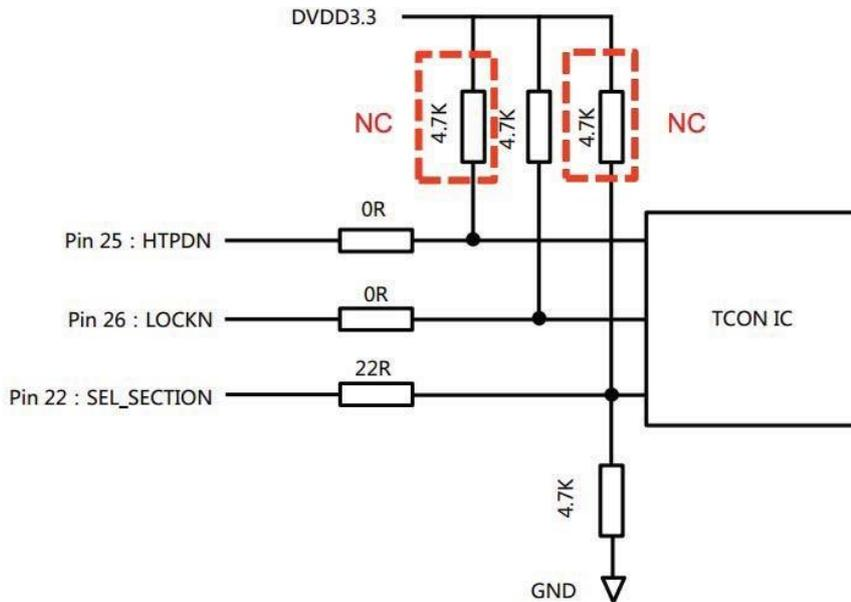 DVDD3.3
NC
4.7K
4.7K
4.7K
NC
0R
Pin 25 : HTPDN
0R
Pin 26 : LOCKN
TCON IC
22R
Pin 22 : SEL_SECTION
4.7K
GND